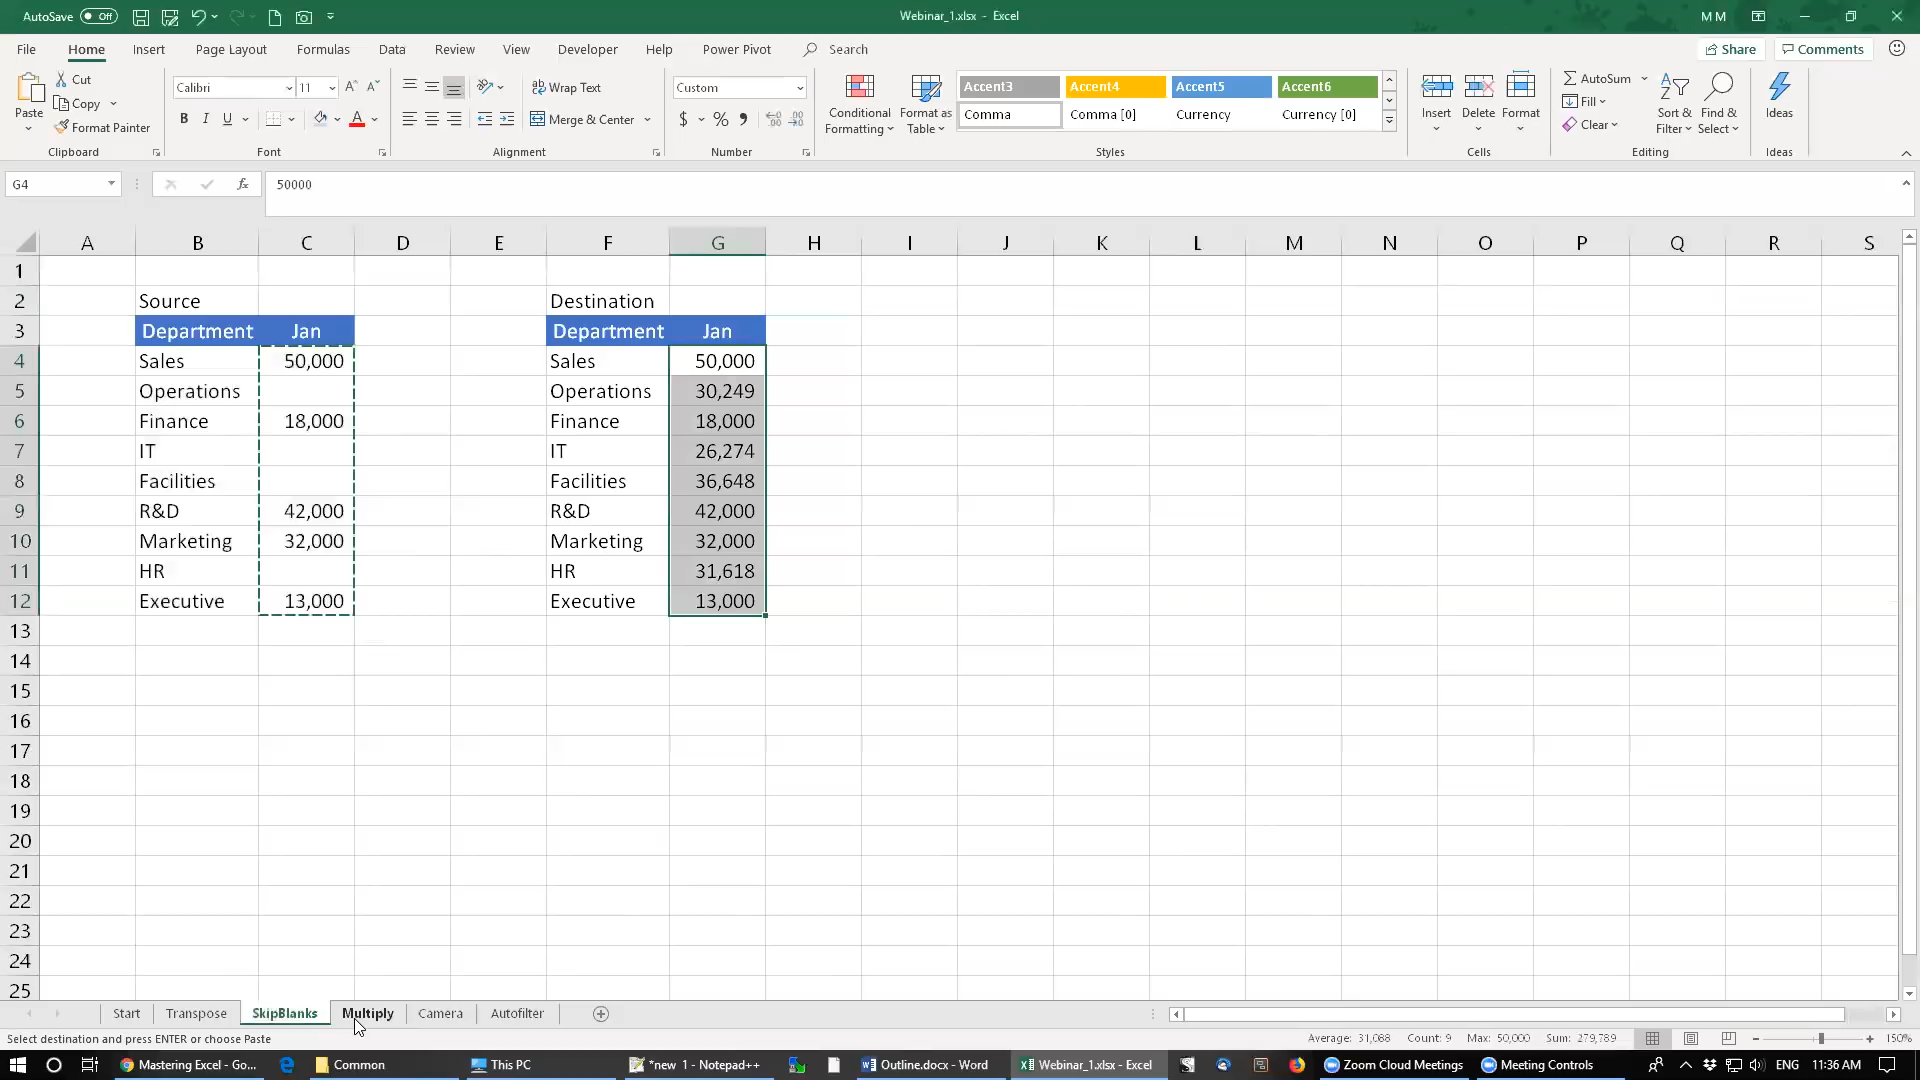 AutoSave Off
Webinar_1.xlsx - Excel
M M
File Home Insert Page Layout Formulas Data Review View Developer Help Power Pivot Search
Share Comments
Paste Cut Copy Format Painter Clipboard
Calibri 11 Font
Wrap Text Merge & Center Alignment
Custom Number
Conditional Formatting Format as Table
Accent3 Accent4 Accent5 Accent6
Comma Comma [0] Currency Currency [0]
Styles
Insert Delete Format Cells
AutoSum Fill Clear Sort & Filter Find & Select Editing
Ideas Ideas
G4 fx 50000
A B C D E F G H I J K L M N O P Q R S
1
2 Source Destination
3 Department Jan Department Jan
4 Sales 50,000 Sales 50,000
5 Operations Operations 30,249
6 Finance 18,000 Finance 18,000
7 IT IT 26,274
8 Facilities Facilities 36,648
9 R&D 42,000 R&D 42,000
10 Marketing 32,000 Marketing 32,000
11 HR HR 31,618
12 Executive 13,000 Executive 13,000
13
14
15
16
17
18
19
20
21
22
23
24
25
Start Transpose SkipBlanks Multiply Camera Autofilter
Select destination and press ENTER or choose Paste
Average: 31,088 Count: 9 Max: 50,000 Sum: 279,789 150%
Mastering Excel - Go... Common This PC *new 1 - Notepad++ Outline.docx - Word Webinar_1.xlsx - Excel Zoom Cloud Meetings Meeting Controls ENG 11:36 AM